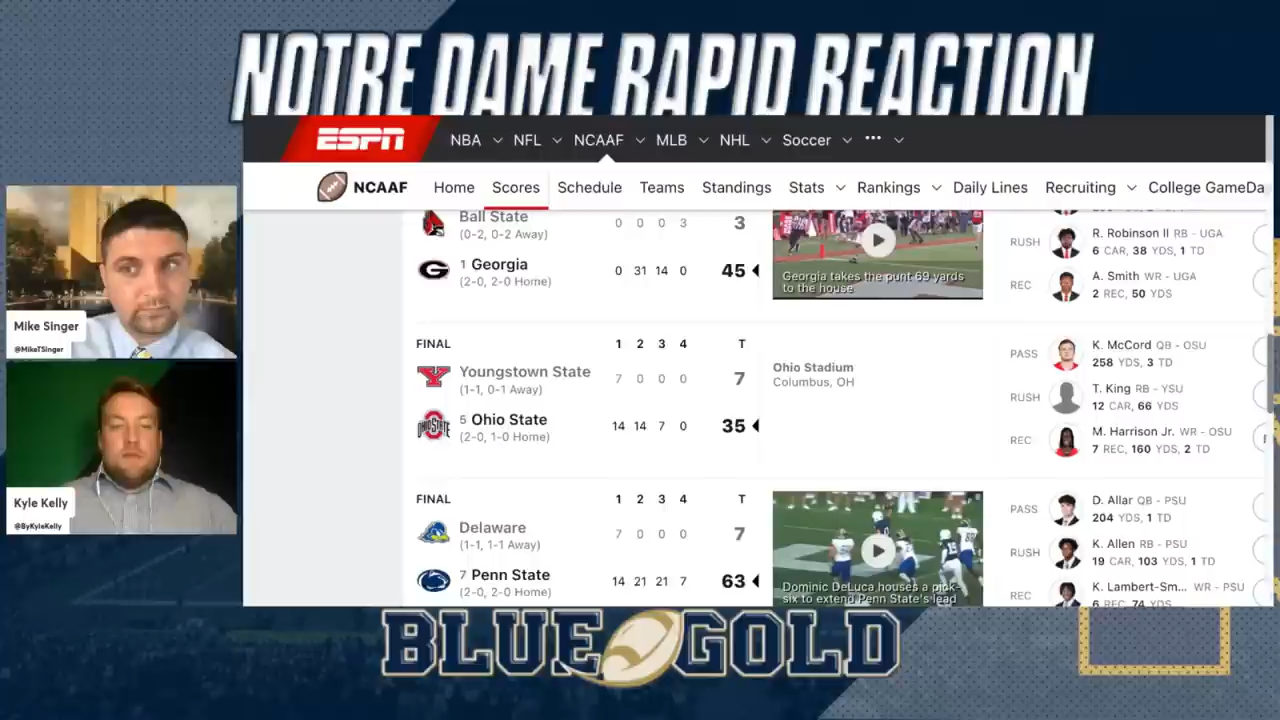 NOTRE DAME RAPID REACTION
ESPN NBA NFL NCAAF MLB NHL Soccer •••
NCAAF Home Scores Schedule Teams Standings Stats Rankings Daily Lines Recruiting College GameDa
Ball State 0 0 0 3 3
(0-2, 0-2 Away)
1 Georgia 0 31 14 0 45
(2-0, 2-0 Home)
Georgia takes the punt 69 yards
to the house
RUSH R. Robinson II RB - UGA
6 CAR, 38 YDS, 1 TD
REC A. Smith WR - UGA
2 REC, 50 YDS
FINAL 1 2 3 4 T
Youngstown State 7 0 0 0 7
(1-1, 0-1 Away)
5 Ohio State 14 14 7 0 35
(2-0, 1-0 Home)
Ohio Stadium
Columbus, OH
PASS K. McCord QB - OSU
258 YDS, 3 TD
RUSH T. King RB - YSU
12 CAR, 66 YDS
REC M. Harrison Jr. WR - OSU
7 REC, 160 YDS, 2 TD
FINAL 1 2 3 4 T
Delaware 7 0 0 0 7
(1-1, 1-1 Away)
7 Penn State 14 21 21 7 63
(2-0, 2-0 Home)
Dominic DeLuca houses a pick-
six to extend Penn State's lead
PASS D. Allar QB - PSU
204 YDS, 1 TD
RUSH K. Allen RB - PSU
19 CAR, 103 YDS, 1 TD
REC K. Lambert-Sm... WR - PSU
6 REC, 74 YDS
Mike Singer
@MikeTSinger
Kyle Kelly
@ByKyleKelly
BLUE GOLD